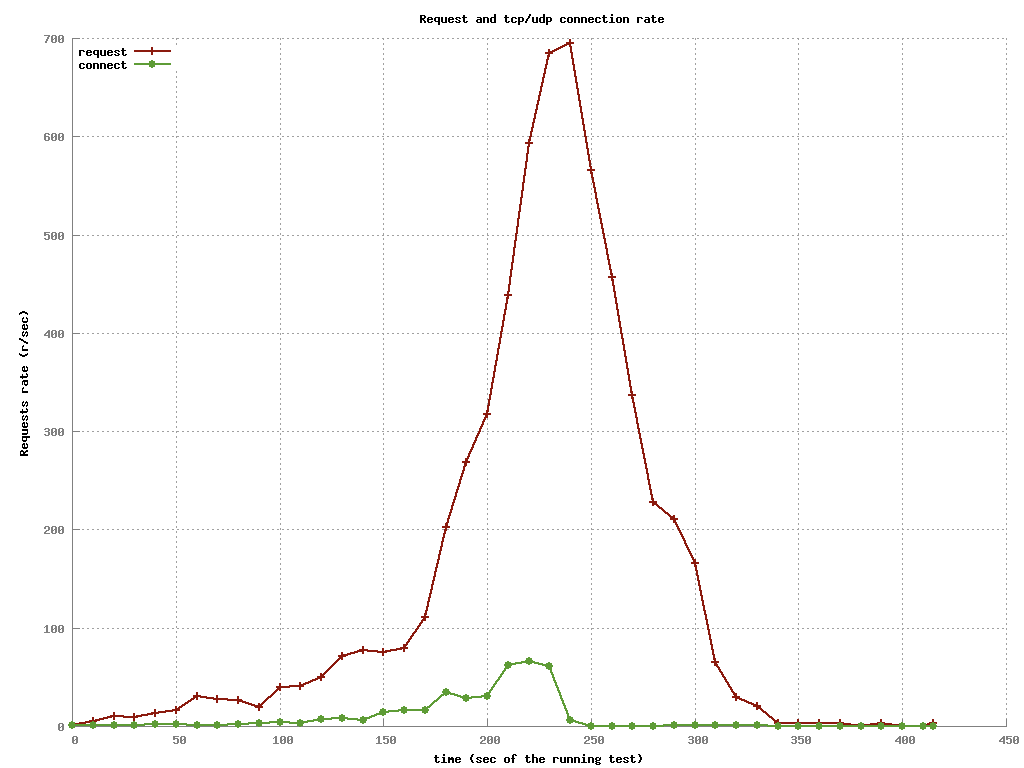 Request and tcp/udp connection rate
700
request
connect
600
500
400
300
200
100
0
Requests rate (r/sec)
0 50 100 150 200 250 300 350 400 450
time (sec of the running test)